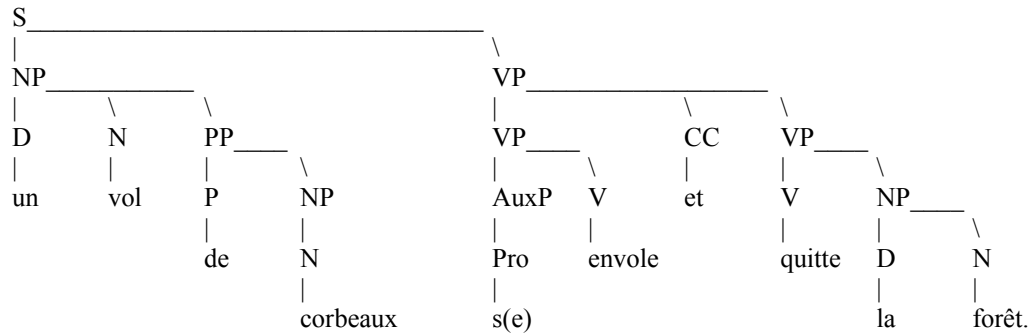 S
NP VP
D N PP VP CC VP
un vol P NP AuxP V et V NP
de N Pro envole quitte D N
corbeaux s(e) la forêt.